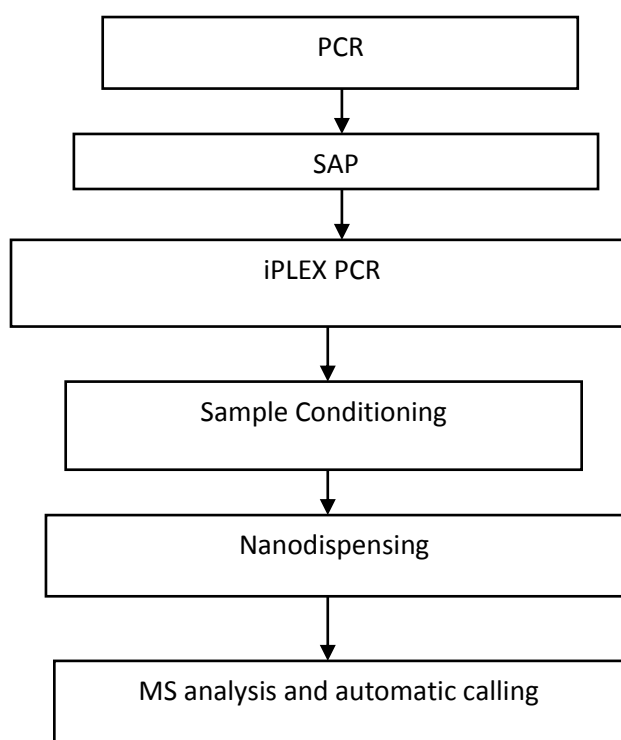 PCR
SAP
iPLEX PCR
Sample Conditioning
Nanodispensing
MS analysis and automatic calling